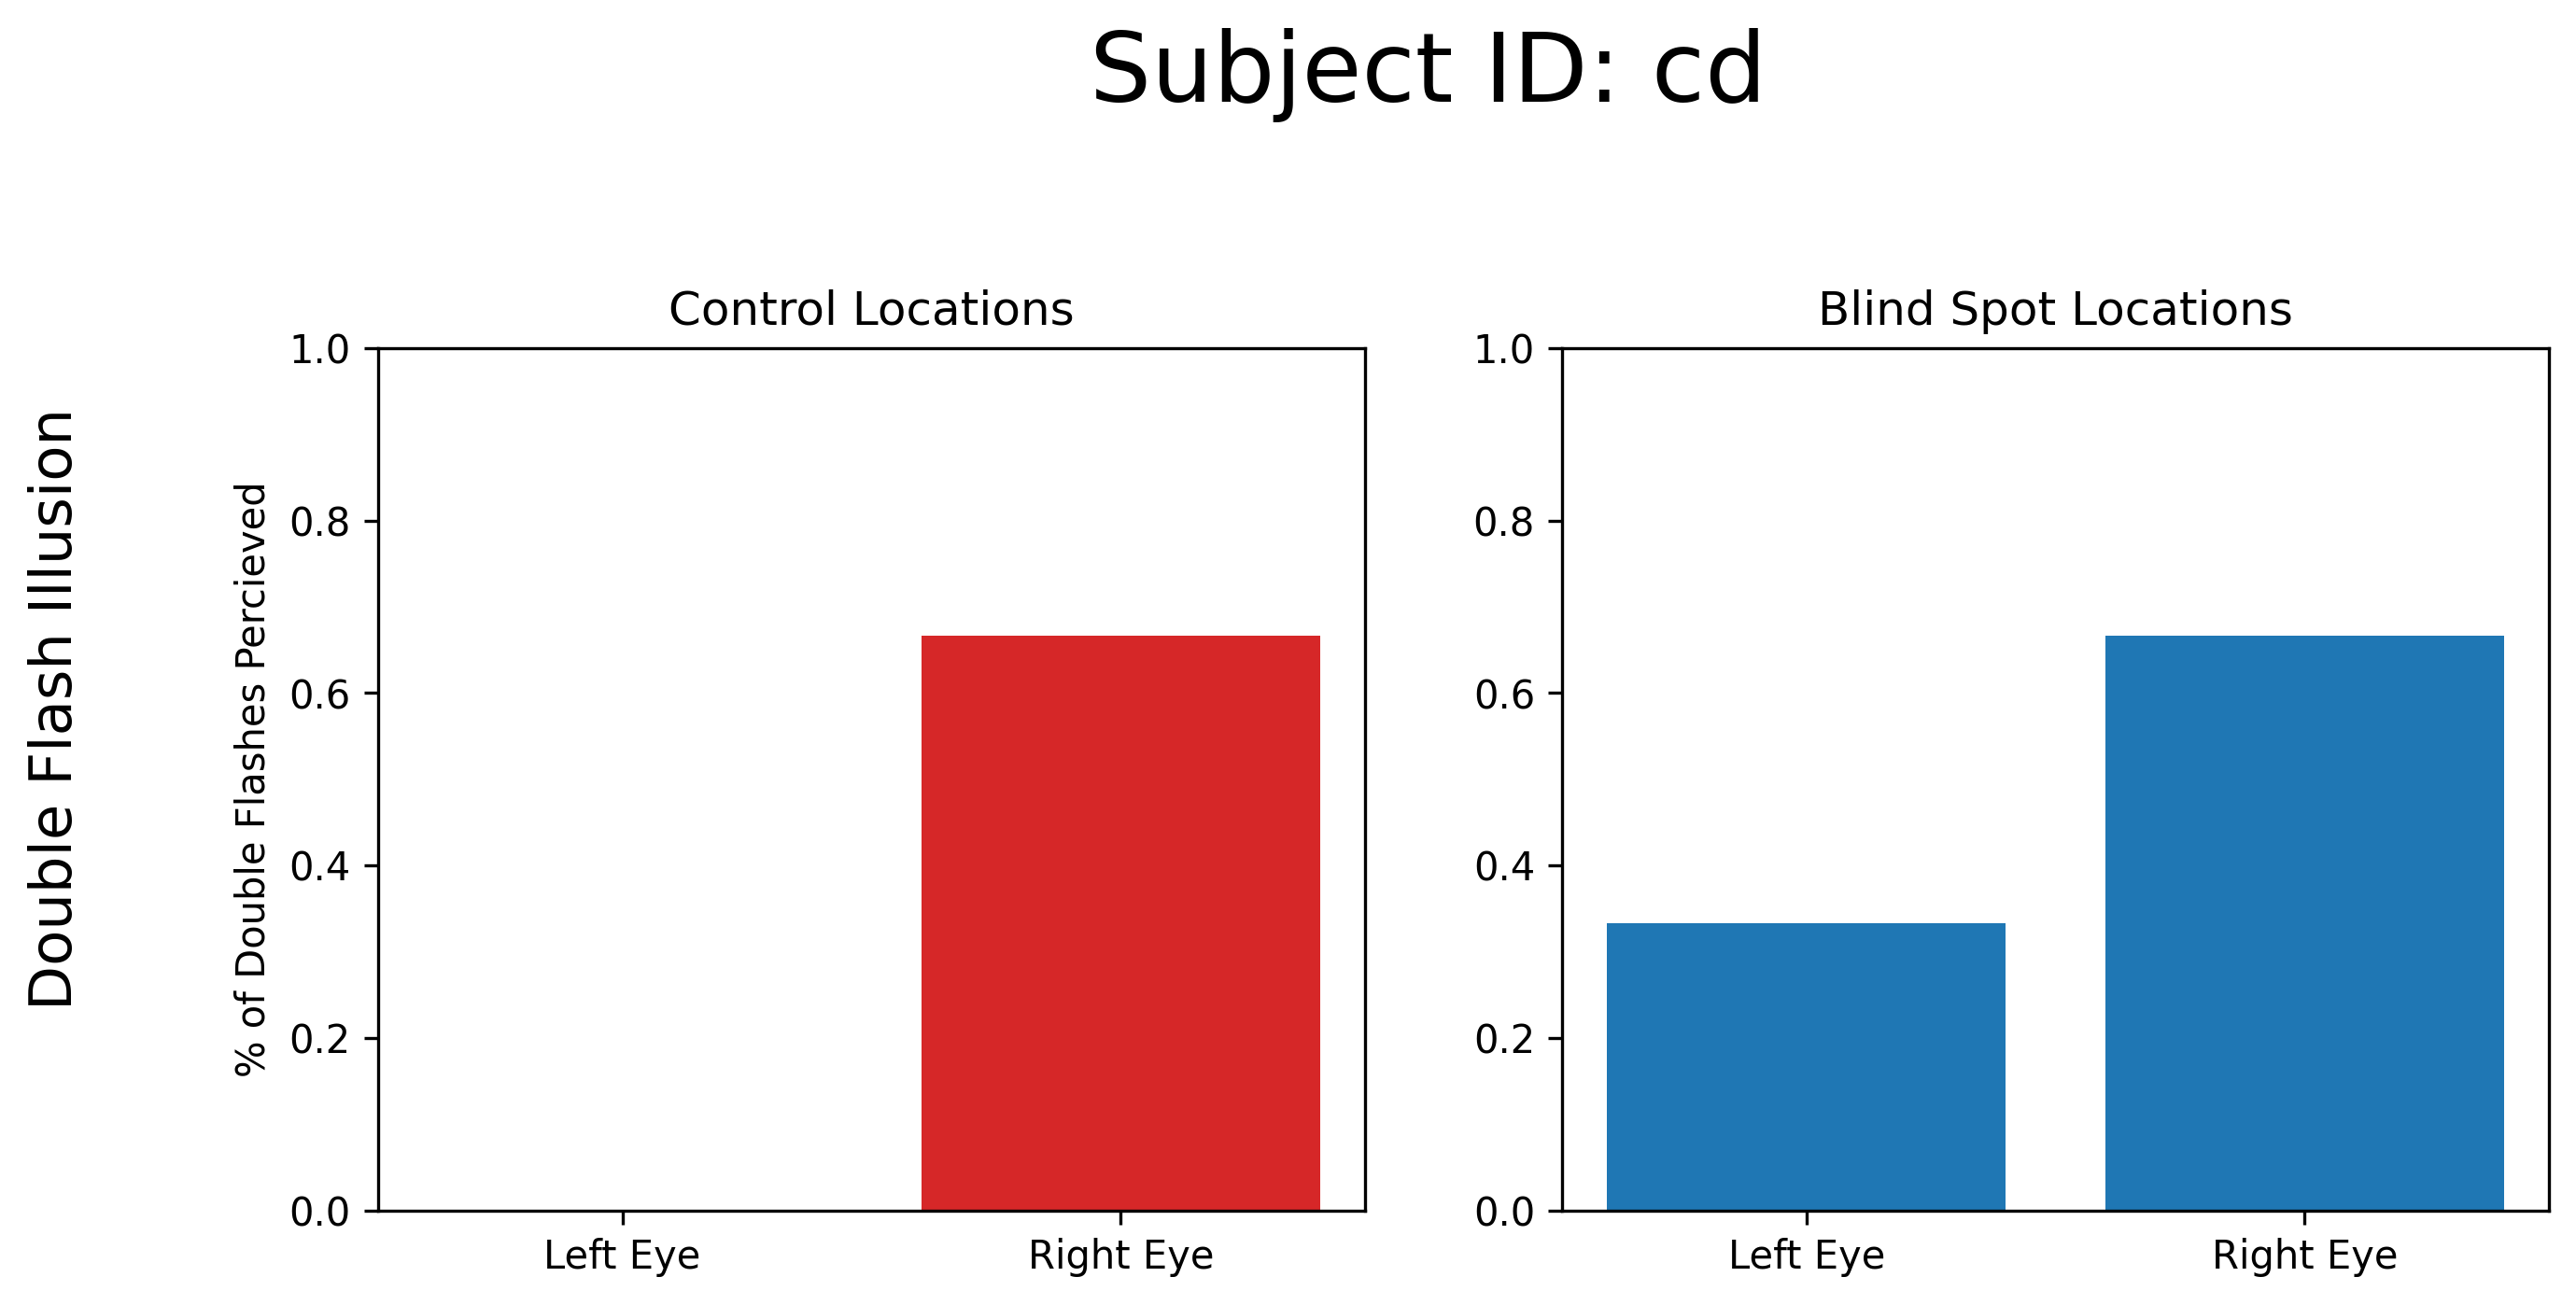 Subject ID: cd
Double Flash Illusion
Control Locations
% of Double Flashes Percieved
1.0
0.8
0.6
0.4
0.2
0.0
Left Eye
Right Eye
Blind Spot Locations
1.0
0.8
0.6
0.4
0.2
0.0
Left Eye
Right Eye